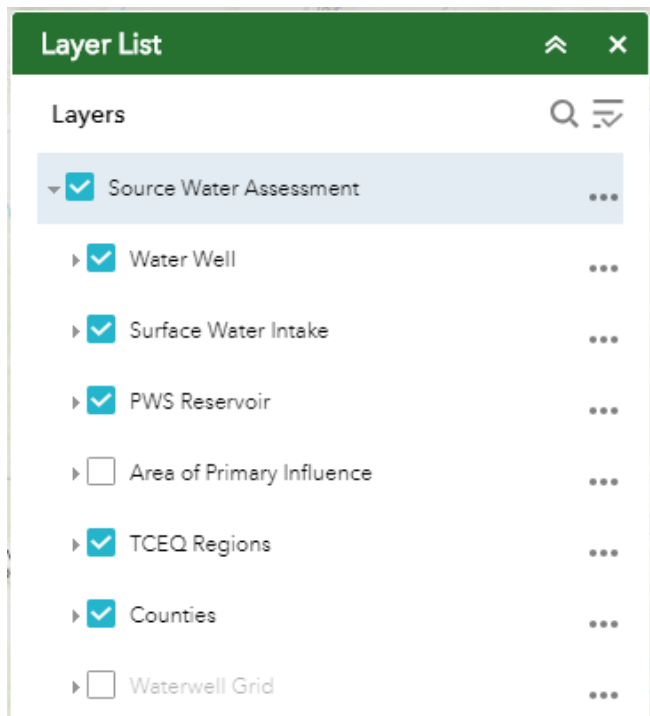 Layer List
Layers
Source Water Assessment
Water Well
Surface Water Intake
PWS Reservoir
Area of Primary Influence
TCEQ Regions
Counties
Waterwell Grid